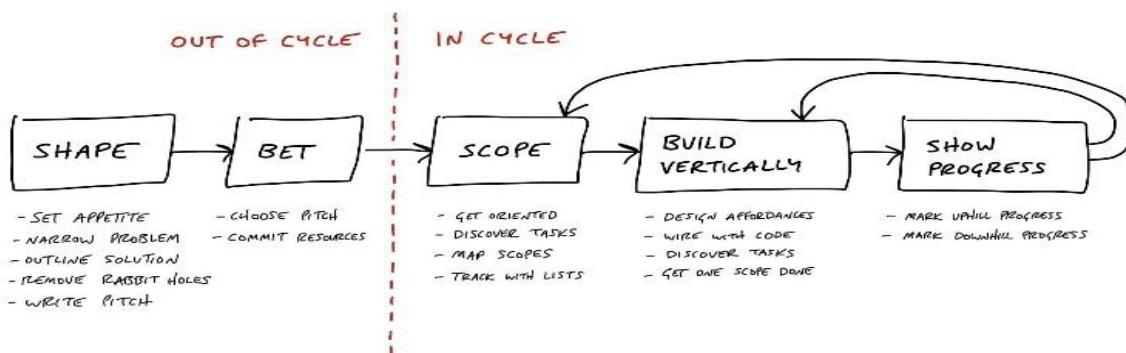 OUT OF CYCLE
IN CYCLE
SHAPE
BET
SCOPE
BUILD
VERTICALLY
SHOW
PROGRESS
- SET APPETITE
- NARROW PROBLEM
- OUTLINE SOLUTION
- REMOVE RABBIT HOLES
- WRITE PITCH
- CHOOSE PITCH
- COMMIT RESOURCES
- GET ORIENTED
- DISCOVER TASKS
- MAP SCOPES
- TRACK WITH LISTS
- DESIGN AFFORDANCES
- WIRE WITH CODE
- DISCOVER TASKS
- GET ONE SCOPE DONE
- MARK UPHILL PROGRESS
- MARK DOWNHILL PROGRESS